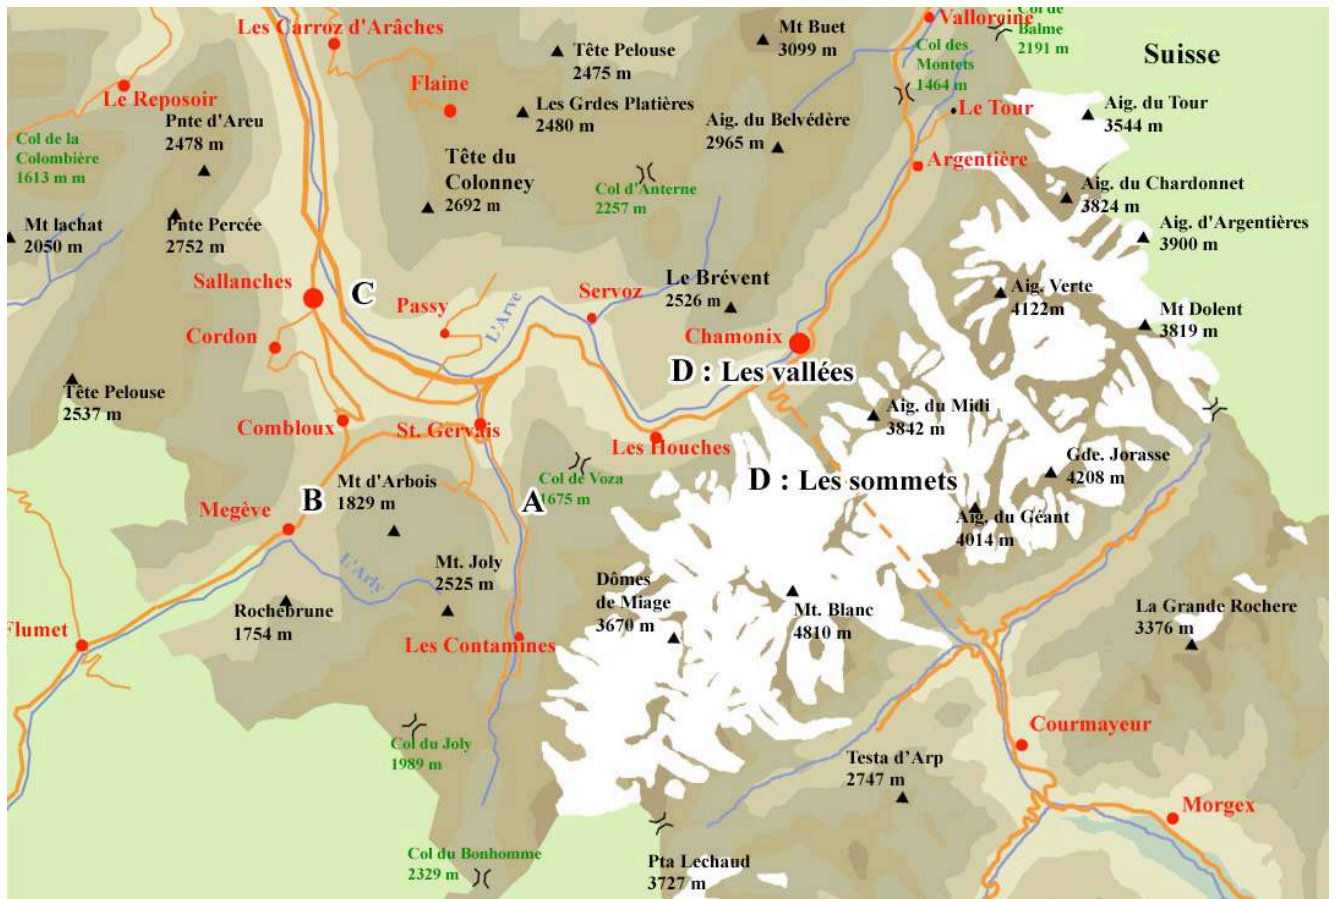 Les Carroz d'Arâches
Mt Buet
3099 m
Valloroine
Col de
Balme
2191 m
Tête Pelouse
2475 m
Col des
Montets
1464 m
Suisse
Le Reposoir
Flaine
Les Grdes Platières
2480 m
Le Tour
Aig. du Tour
3544 m
Pnte d'Areu
2478 m
Aig. du Belvédère
2965 m
Col de la
Colombière
1613 m m
Argentière
Tête du
Colonney
2692 m
Col d'Anterne
2257 m
Aig. du Chardonnet
3824 m
Mt lachat
2050 m
Pnte Percée
2752 m
Aig. d'Argentières
3900 m
Sallanches
C
Passy
L'Arve
Servoz
Le Brévent
2526 m
Aig. Verte
4122m
Mt Dolent
3819 m
Cordon
Chamonix
D : Les vallées
Tête Pelouse
2537 m
Combloux
St. Gervais
Les Houches
Aig. du Midi
3842 m
Mt d'Arbois
1829 m
Col de Voza
1675 m
Gde. Jorasse
4208 m
D : Les sommets
Megève
B
A
Aig. du Géant
4014 m
L'Arly
Mt. Joly
2525 m
Dômes
de Miage
3670 m
Mt. Blanc
4810 m
Rochebrune
1754 m
La Grande Rochere
3376 m
Flumet
Les Contamines
Courmayeur
Col du Joly
1989 m
Testa d'Arp
2747 m
Morgex
Col du Bonhomme
2329 m
Pta Lechaud
3727 m